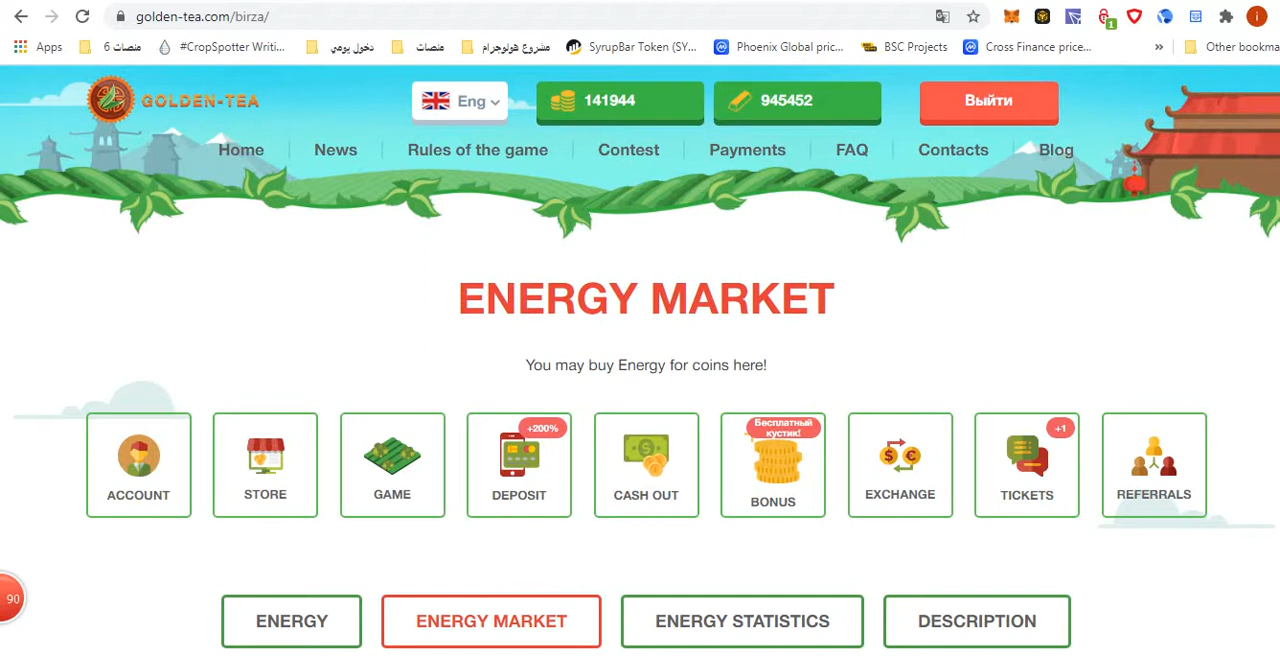 golden-tea.com/birza/
1
i
Apps
منصات 6
#CropSpotter Writi...
دخول يومي
منصات
مشروع هولوجرام
SyrupBar Token (SY...
Phoenix Global pric...
BSC Projects
Cross Finance price...
»
Other bookma
GOLDEN-TEA
Eng
141944
945452
Выйти
Home
News
Rules of the game
Contest
Payments
FAQ
Contacts
Blog
ENERGY MARKET
You may buy Energy for coins here!
+200%
Бесплатный
кустик!
+1
ACCOUNT
STORE
GAME
DEPOSIT
CASH OUT
BONUS
EXCHANGE
TICKETS
REFERRALS
90
ENERGY
ENERGY MARKET
ENERGY STATISTICS
DESCRIPTION